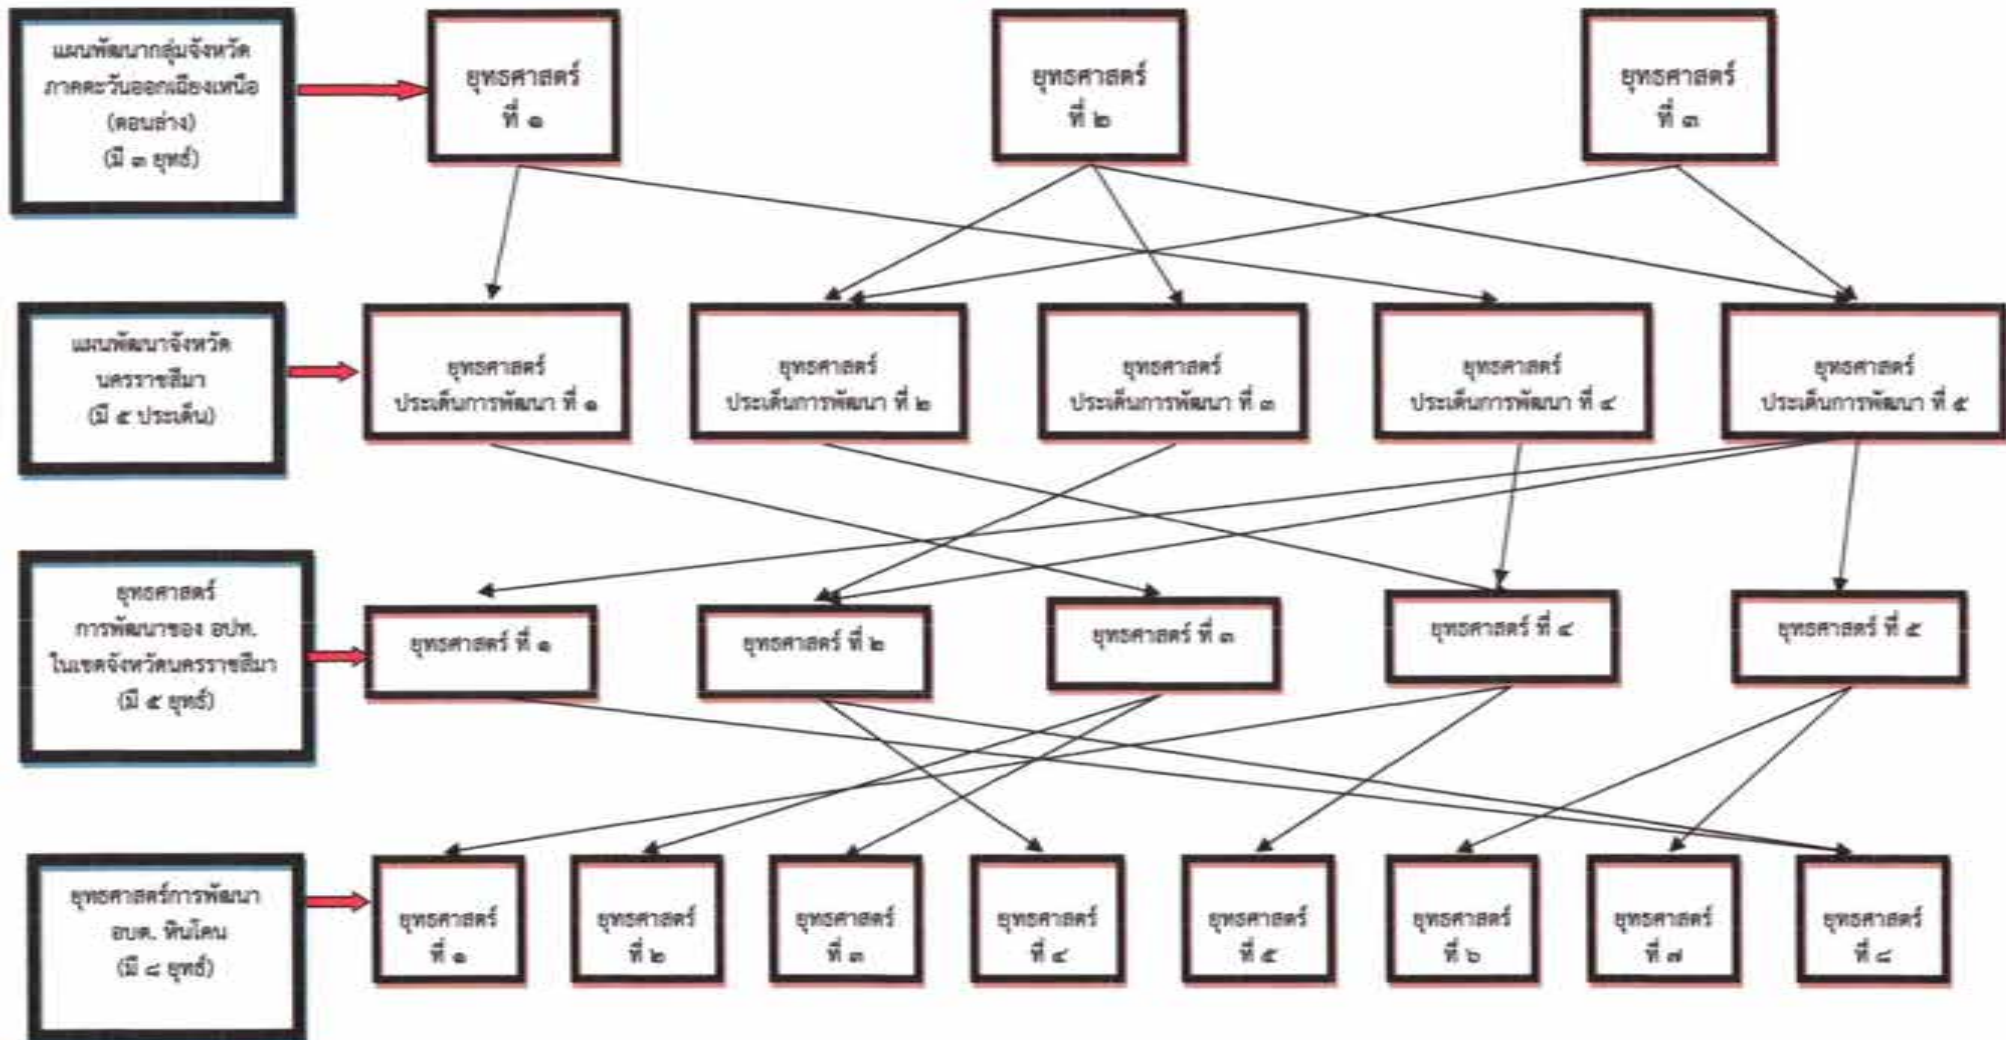 แผนพัฒนากลุ่มจังหวัด
ภาคตะวันออกเฉียงเหนือ
(ตอนล่าง)
(มี ๓ ยุทธ์)
ยุทธศาสตร์
ที่ ๑
ยุทธศาสตร์
ที่ ๒
ยุทธศาสตร์
ที่ ๓
แผนพัฒนาจังหวัด
นครราชสีมา
(มี ๕ ประเด็น)
ยุทธศาสตร์
ประเด็นการพัฒนา ที่ ๑
ยุทธศาสตร์
ประเด็นการพัฒนา ที่ ๒
ยุทธศาสตร์
ประเด็นการพัฒนา ที่ ๓
ยุทธศาสตร์
ประเด็นการพัฒนา ที่ ๔
ยุทธศาสตร์
ประเด็นการพัฒนา ที่ ๕
ยุทธศาสตร์
การพัฒนาของ อปท.
ในเขตจังหวัดนครราชสีมา
(มี ๕ ยุทธ์)
ยุทธศาสตร์ ที่ ๑
ยุทธศาสตร์ ที่ ๒
ยุทธศาสตร์ ที่ ๓
ยุทธศาสตร์ ที่ ๔
ยุทธศาสตร์ ที่ ๕
ยุทธศาสตร์การพัฒนา
อบต. หินโคน
(มี ๘ ยุทธ์)
ยุทธศาสตร์
ที่ ๑
ยุทธศาสตร์
ที่ ๒
ยุทธศาสตร์
ที่ ๓
ยุทธศาสตร์
ที่ ๔
ยุทธศาสตร์
ที่ ๕
ยุทธศาสตร์
ที่ ๖
ยุทธศาสตร์
ที่ ๗
ยุทธศาสตร์
ที่ ๘